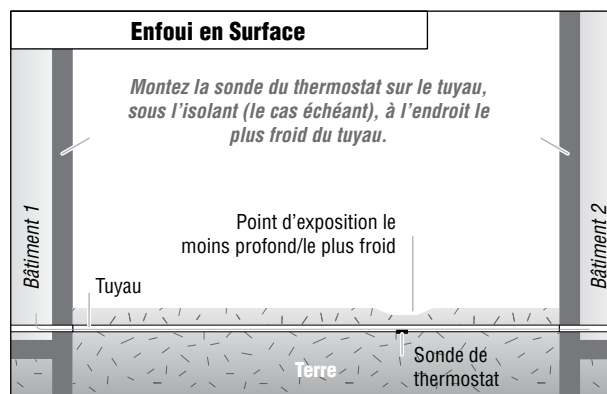 Enfoui en Surface
Montez la sonde du thermostat sur le tuyau,
sous l'isolant (le cas échéant), à l'endroit le
plus froid du tuyau.
Bâtiment 1
Bâtiment 2
Point d'exposition le
moins profond/le plus froid
Tuyau
Terre
Sonde de
thermostat